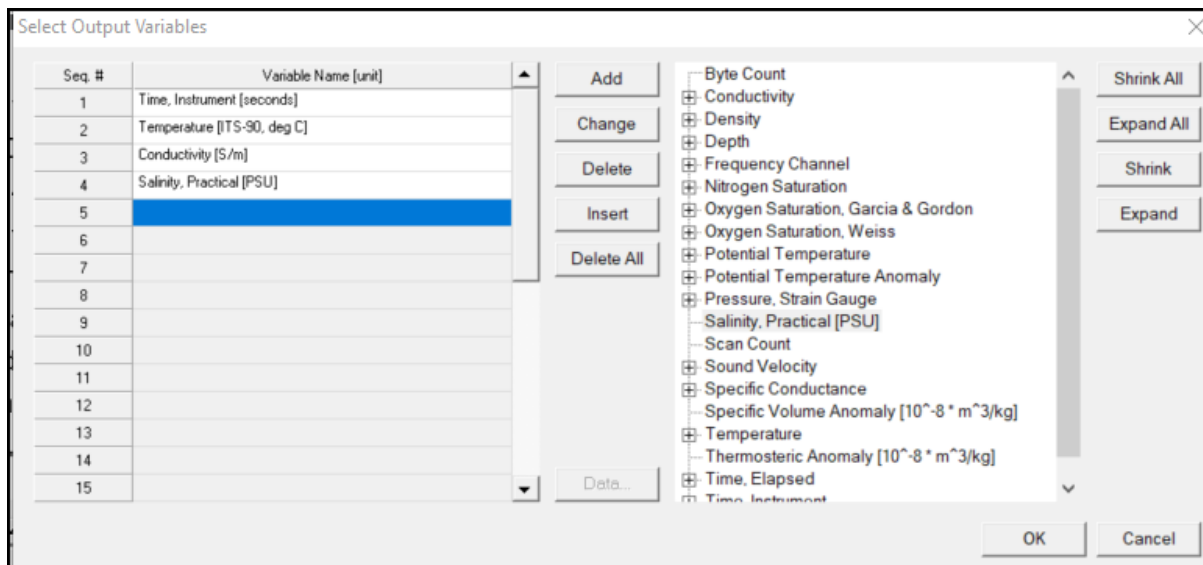 Select Output Variables
Seq. # Variable Name [unit]
1 Time, Instrument [seconds]
2 Temperature [ITS-90, deg C]
3 Conductivity [S/m]
4 Salinity, Practical [PSU]
5
6
7
8
9
10
11
12
13
14
15
Add
Change
Delete
Insert
Delete All
Data...
Byte Count
Conductivity
Density
Depth
Frequency Channel
Nitrogen Saturation
Oxygen Saturation, Garcia & Gordon
Oxygen Saturation, Weiss
Potential Temperature
Potential Temperature Anomaly
Pressure, Strain Gauge
Salinity, Practical [PSU]
Scan Count
Sound Velocity
Specific Conductance
Specific Volume Anomaly [10^-8 * m^3/kg]
Temperature
Thermosteric Anomaly [10^-8 * m^3/kg]
Time, Elapsed
Time, Instrument
Shrink All
Expand All
Shrink
Expand
OK
Cancel